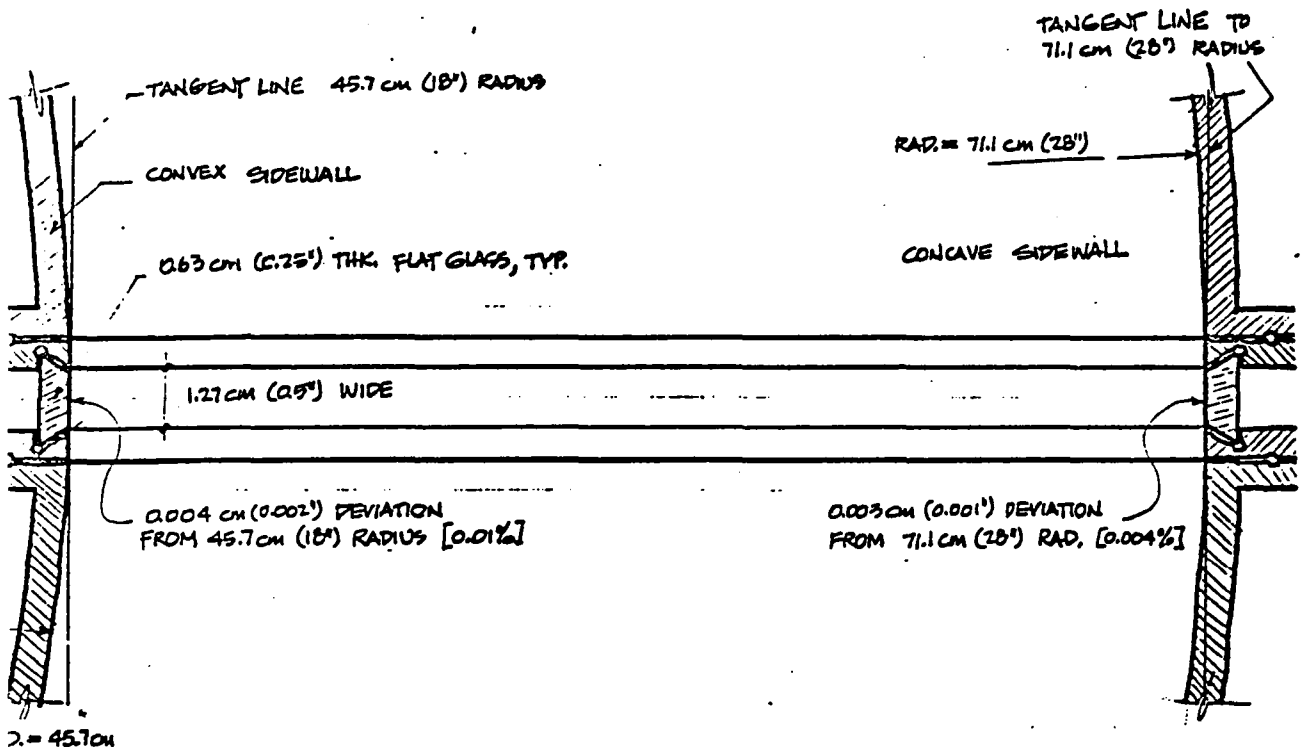 TANGENT LINE TO
71.1 cm (28") RADIUS
TANGENT LINE 45.7 cm (18") RADIUS
RAD. = 71.1 cm (28")
CONVEX SIDEWALL
0.63 cm (0.25") THK. FLAT GLASS, TYP.
CONCAVE SIDEWALL
1.27 cm (0.5") WIDE
0.004 cm (0.002") DEVIATION
FROM 45.7 cm (18") RADIUS [0.01%]
0.003 cm (0.001") DEVIATION
FROM 71.1 cm (28") RAD. [0.004%]
D. = 45.7 cm